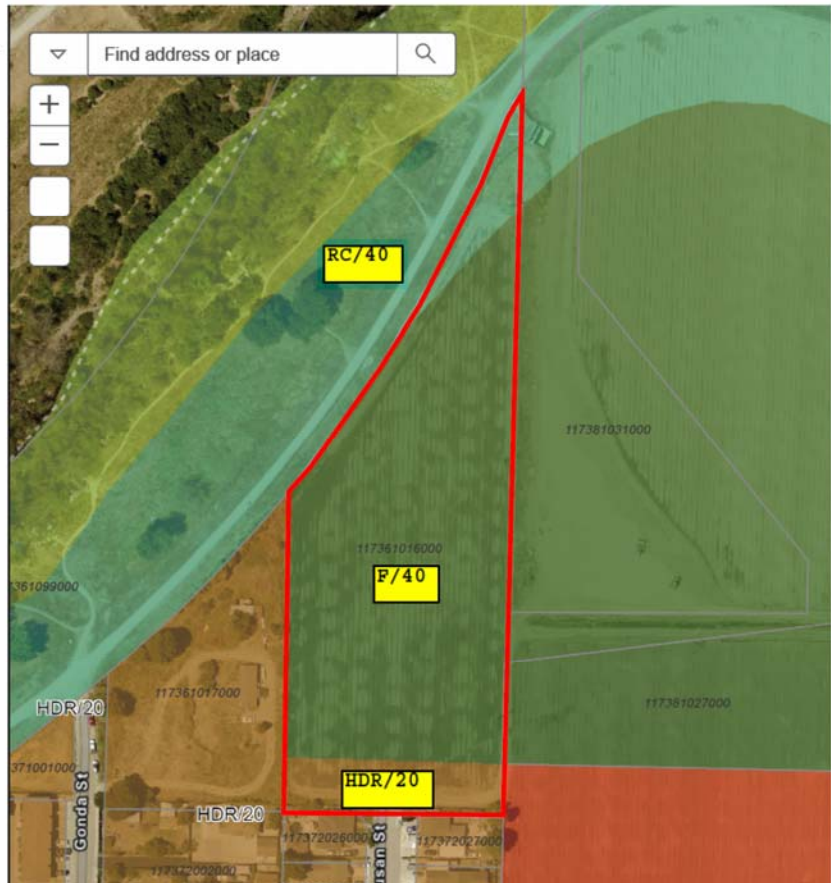 Find address or place
+
−
RC/40
117381031000
117361016000
F/40
361099000
117361017000
117381027000
HDR/20
371001000
HDR/20
HDR/20
Gonda St
117372026000
usan St
117372027000
117372002000